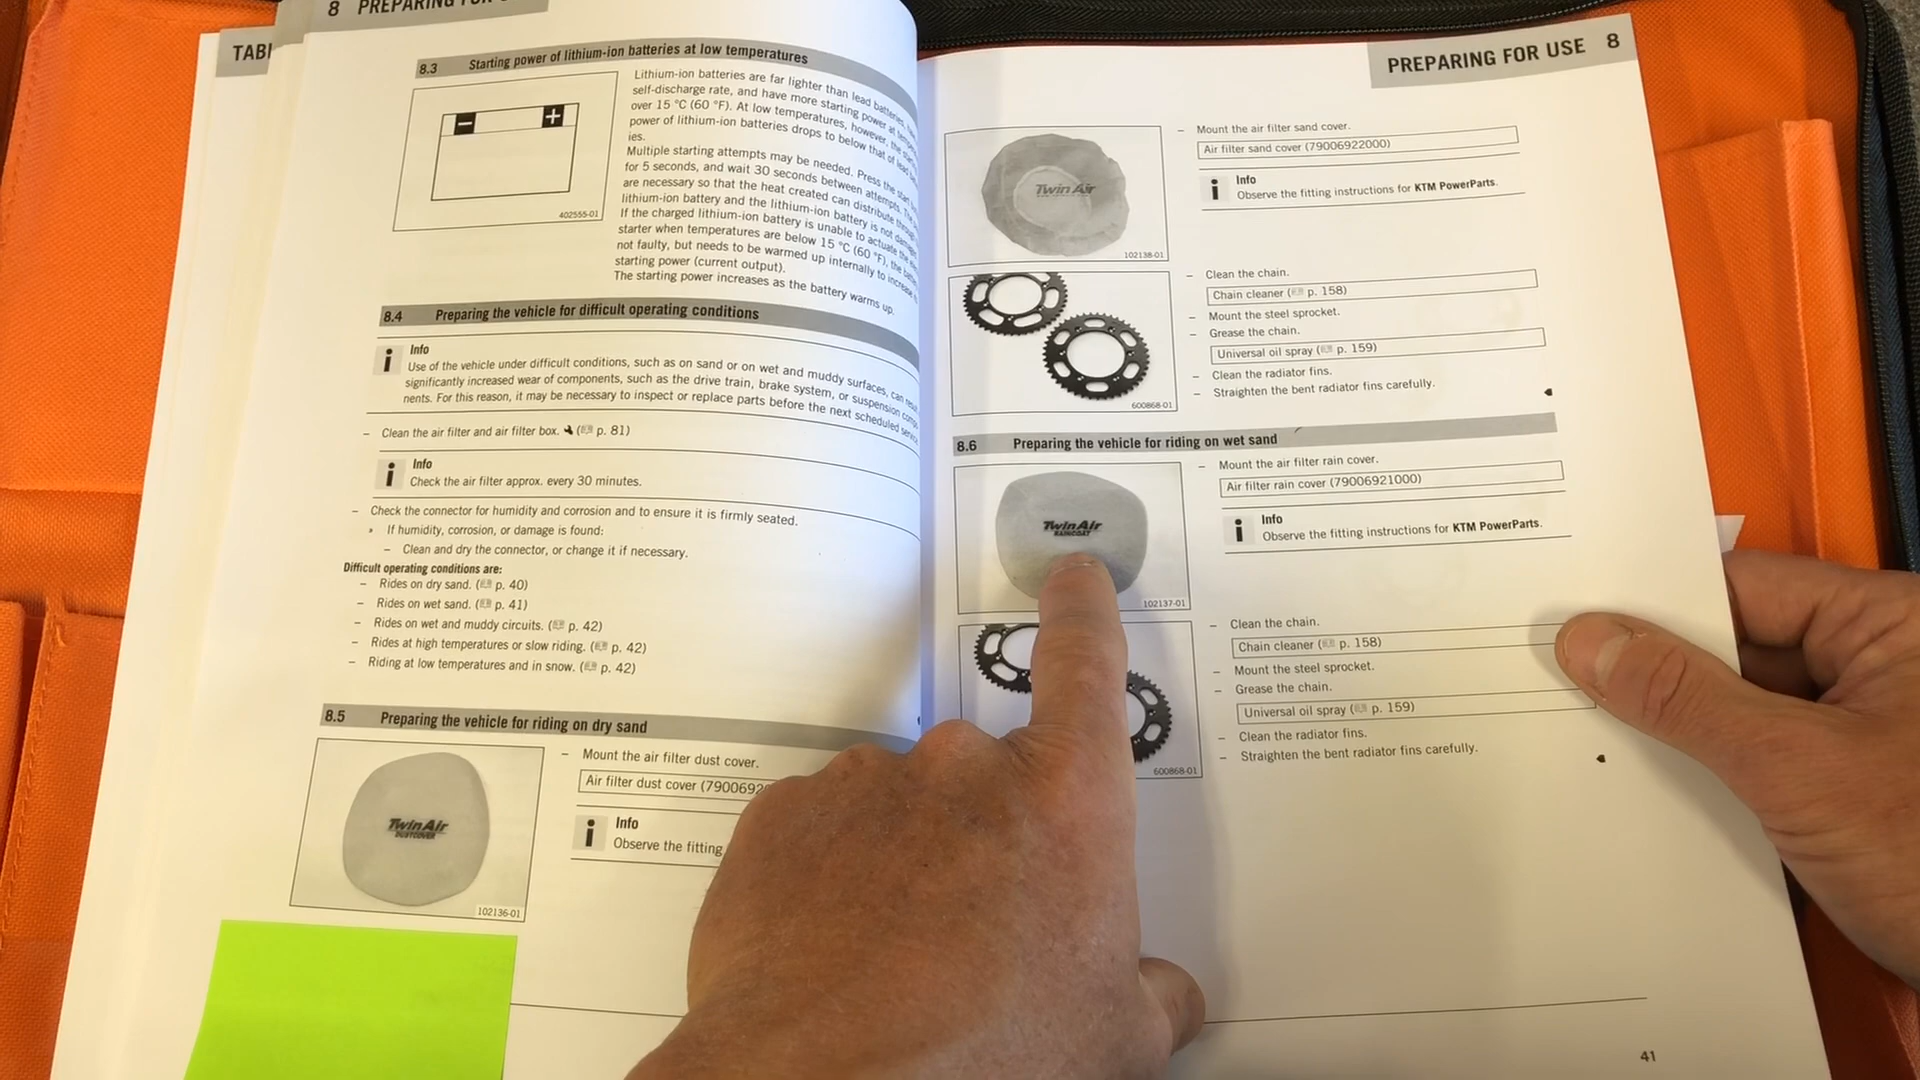 8 PREPARING FOR
TABL
8.3 Starting power of lithium-ion batteries at low temperatures
402555-01
Lithium-ion batteries are far lighter than lead batteries,
self-discharge rate, and have more starting power at
over 15 °C (60 °F). At low temperatures, however, the
power of lithium-ion batteries drops to below that of lead
ies.
Multiple starting attempts may be needed. Press the start
for 5 seconds, and wait 30 seconds between attempts. The
are necessary so that the heat created can distribute through
lithium-ion battery and the lithium-ion battery is not
If the charged lithium-ion battery is unable to actuate the
starter when temperatures are below 15 °C (60 °F), the
not faulty, but needs to be warmed up internally to increase
starting power (current output).
The starting power increases as the battery warms up.
8.4 Preparing the vehicle for difficult operating conditions
Info
Use of the vehicle under difficult conditions, such as on sand or on wet and muddy surfaces, can
significantly increased wear of components, such as the drive train, brake system, or suspension
nents. For this reason, it may be necessary to inspect or replace parts before the next scheduled
– Clean the air filter and air filter box. (p. 81)
Info
Check the air filter approx. every 30 minutes.
– Check the connector for humidity and corrosion and to ensure it is firmly seated.
» If humidity, corrosion, or damage is found:
– Clean and dry the connector, or change it if necessary.
Difficult operating conditions are:
– Rides on dry sand. (p. 40)
– Rides on wet sand. (p. 41)
– Rides on wet and muddy circuits. (p. 42)
– Rides at high temperatures or slow riding. (p. 42)
– Riding at low temperatures and in snow. (p. 42)
8.5 Preparing the vehicle for riding on dry sand
TwinAir
DUSTCOVER
102136-01
– Mount the air filter dust cover.
Air filter dust cover (7900692
Info
Observe the fitting
PREPARING FOR USE 8
Twin Air
102138-01
– Mount the air filter sand cover.
Air filter sand cover (79006922000)
Info
Observe the fitting instructions for KTM PowerParts.
600868-01
– Clean the chain.
Chain cleaner (p. 158)
– Mount the steel sprocket.
– Grease the chain.
Universal oil spray (p. 159)
– Clean the radiator fins.
– Straighten the bent radiator fins carefully.
8.6 Preparing the vehicle for riding on wet sand
TwinAir
RAINCOAT
102137-01
– Mount the air filter rain cover.
Air filter rain cover (79006921000)
Info
Observe the fitting instructions for KTM PowerParts.
600868-01
– Clean the chain.
Chain cleaner (p. 158)
– Mount the steel sprocket.
– Grease the chain.
Universal oil spray (p. 159)
– Clean the radiator fins.
– Straighten the bent radiator fins carefully.
41